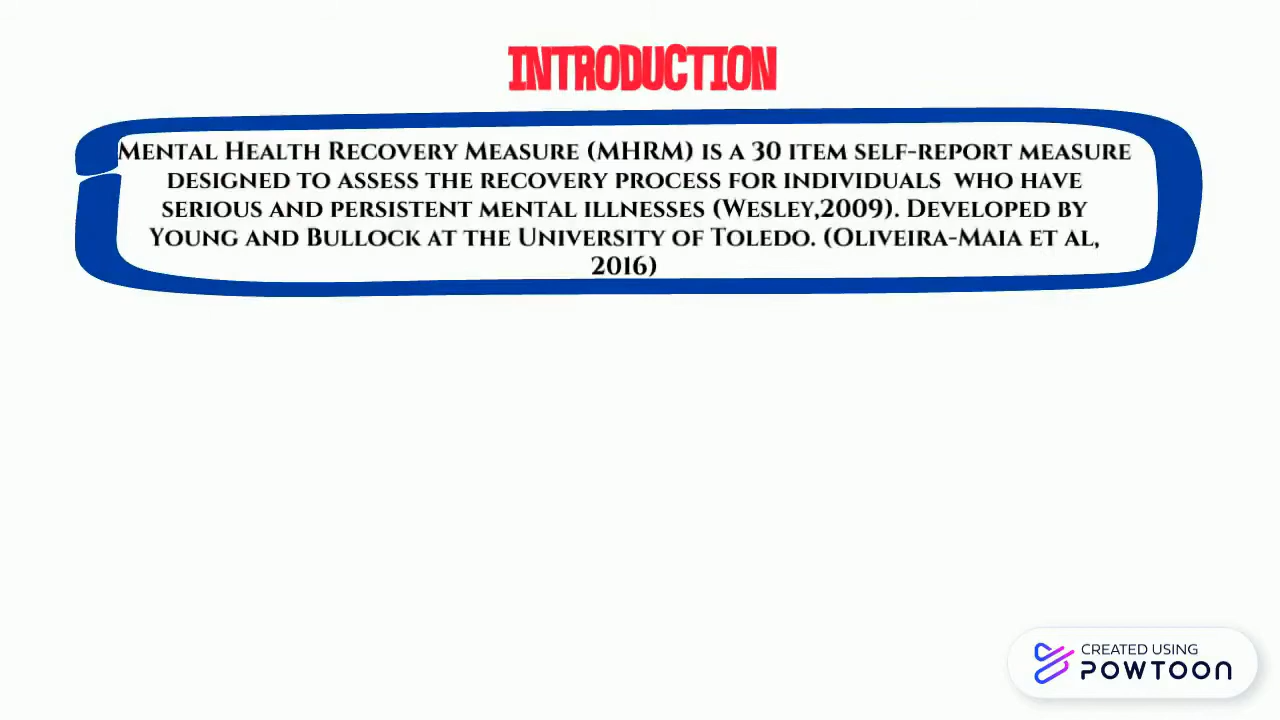 INTRODUCTION
Mental Health Recovery Measure (MHRM) is a 30 item self-report measure
designed to assess the recovery process for individuals who have
serious and persistent mental illnesses (Wesley,2009). Developed by
Young and Bullock at the University of Toledo. (Oliveira-Maia et al,
2016)
CREATED USING
POWTOON